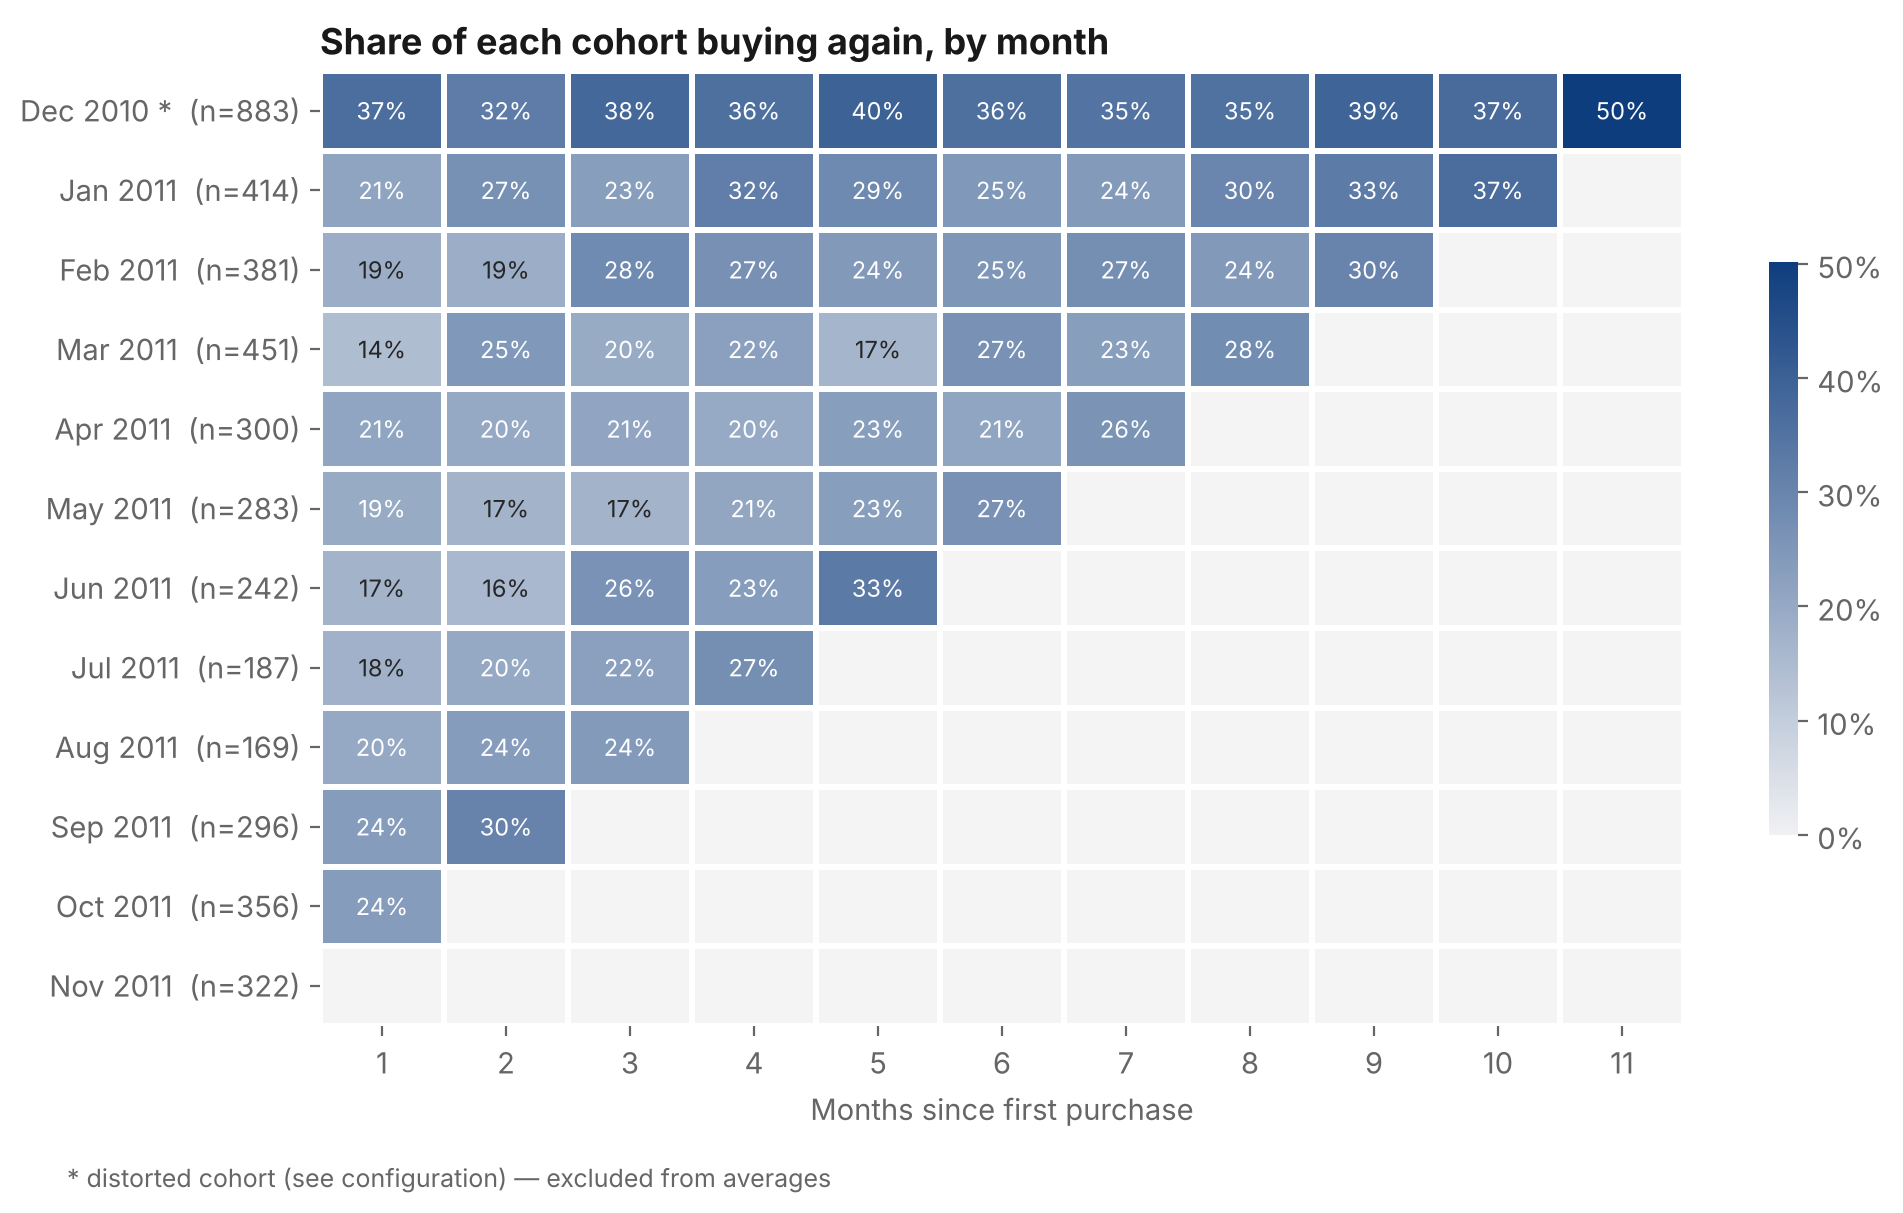 Share of each cohort buying again, by month
Dec 2010 * (n=883) 37% 32% 38% 36% 40% 36% 35% 35% 39% 37% 50%
Jan 2011 (n=414) 21% 27% 23% 32% 29% 25% 24% 30% 33% 37%
Feb 2011 (n=381) 19% 19% 28% 27% 24% 25% 27% 24% 30%
Mar 2011 (n=451) 14% 25% 20% 22% 17% 27% 23% 28%
Apr 2011 (n=300) 21% 20% 21% 20% 23% 21% 26%
May 2011 (n=283) 19% 17% 17% 21% 23% 27%
Jun 2011 (n=242) 17% 16% 26% 23% 33%
Jul 2011 (n=187) 18% 20% 22% 27%
Aug 2011 (n=169) 20% 24% 24%
Sep 2011 (n=296) 24% 30%
Oct 2011 (n=356) 24%
Nov 2011 (n=322)
1 2 3 4 5 6 7 8 9 10 11
Months since first purchase
50%
40%
30%
20%
10%
0%
* distorted cohort (see configuration) — excluded from averages